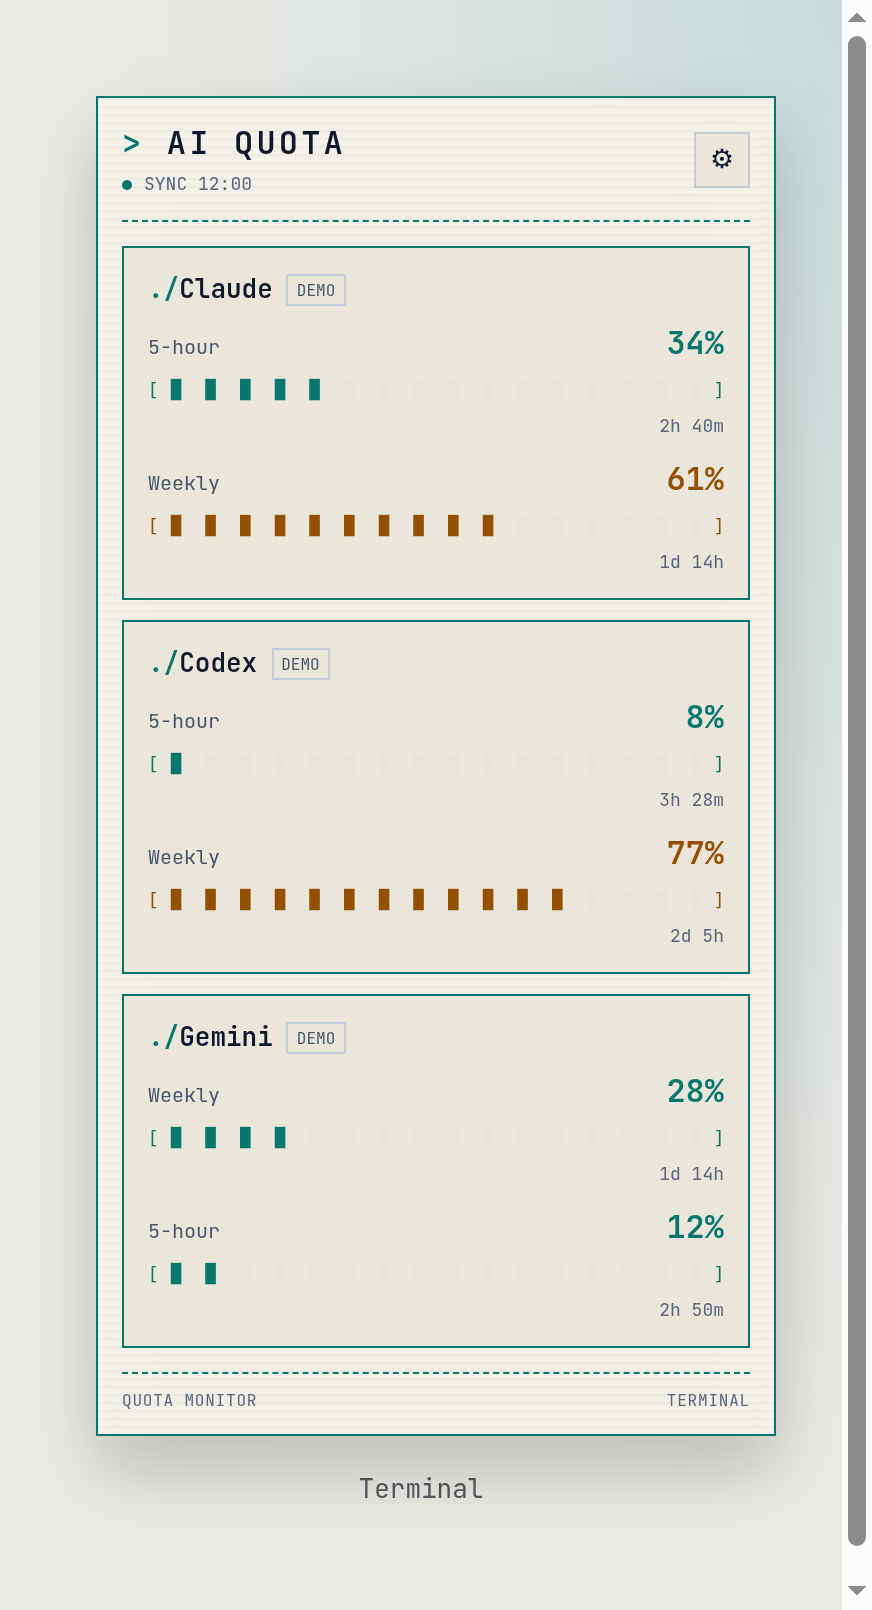 > AI QUOTA
● SYNC 12:00
⚙
./Claude DEMO
5-hour 34%
[█████░░░░░░░░░░░]
2h 40m
Weekly 61%
[██████████░░░░░░]
1d 14h
./Codex DEMO
5-hour 8%
[█░░░░░░░░░░░░░░░]
3h 28m
Weekly 77%
[████████████░░░░]
2d 5h
./Gemini DEMO
Weekly 28%
[████░░░░░░░░░░░░]
1d 14h
5-hour 12%
[██░░░░░░░░░░░░░░]
2h 50m
QUOTA MONITOR TERMINAL
Terminal